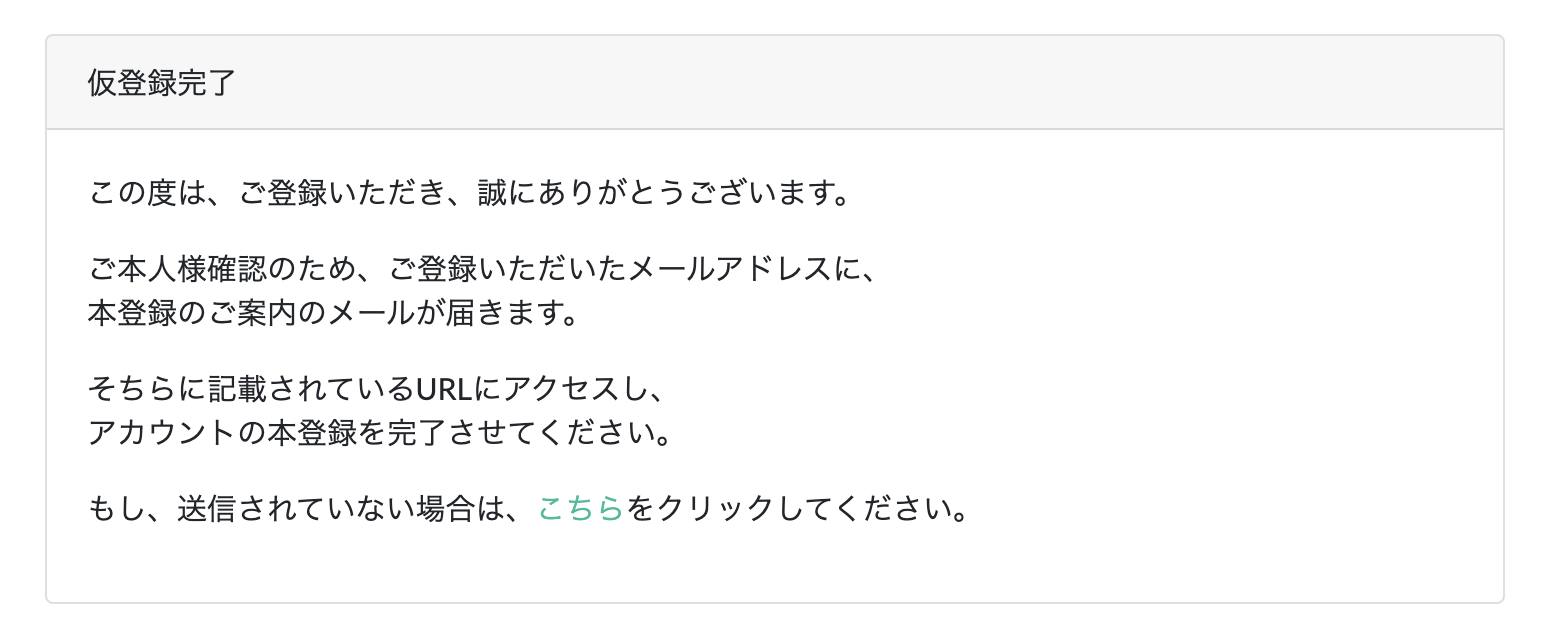 仮登録完了
この度は、ご登録いただき、誠にありがとうございます。
ご本人様確認のため、ご登録いただいたメールアドレスに、
本登録のご案内のメールが届きます。
そちらに記載されているURLにアクセスし、
アカウントの本登録を完了させてください。
もし、送信されていない場合は、こちらをクリックしてください。